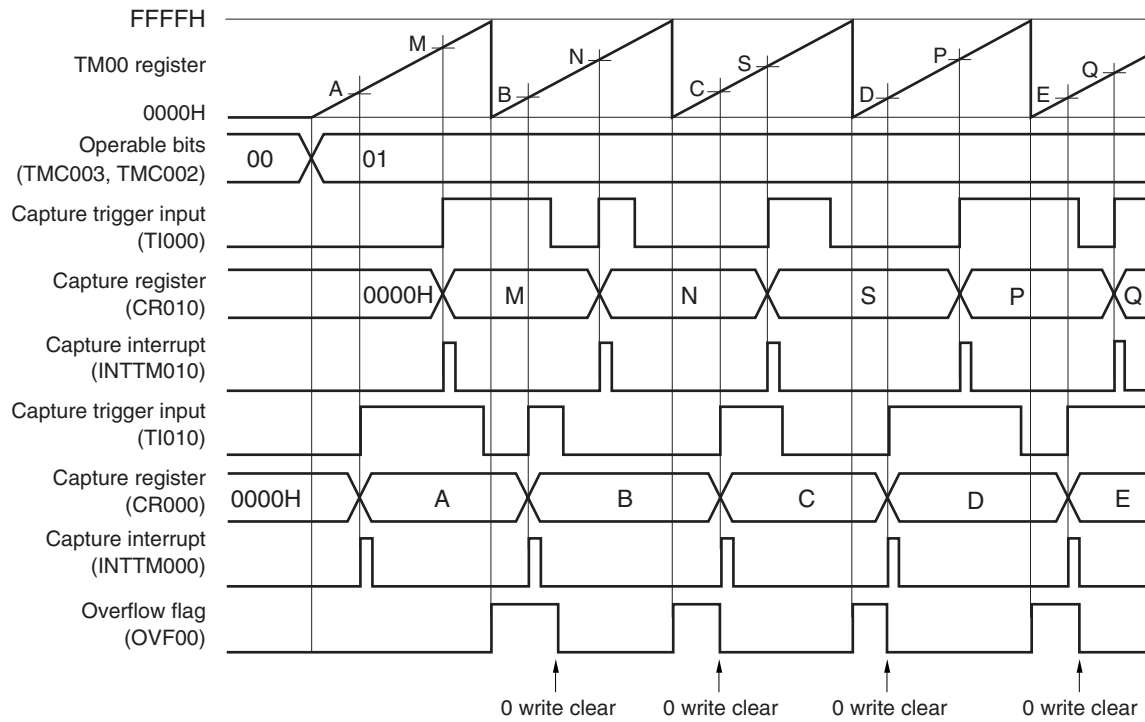 FFFFH
TM00 register
0000H
A M B N C S D P E Q
Operable bits
(TMC003, TMC002)
00 01
Capture trigger input
(TI000)
Capture register
(CR010)
0000H M N S P Q
Capture interrupt
(INTTM010)
Capture trigger input
(TI010)
Capture register
(CR000)
0000H A B C D E
Capture interrupt
(INTTM000)
Overflow flag
(OVF00)
0 write clear 0 write clear 0 write clear 0 write clear